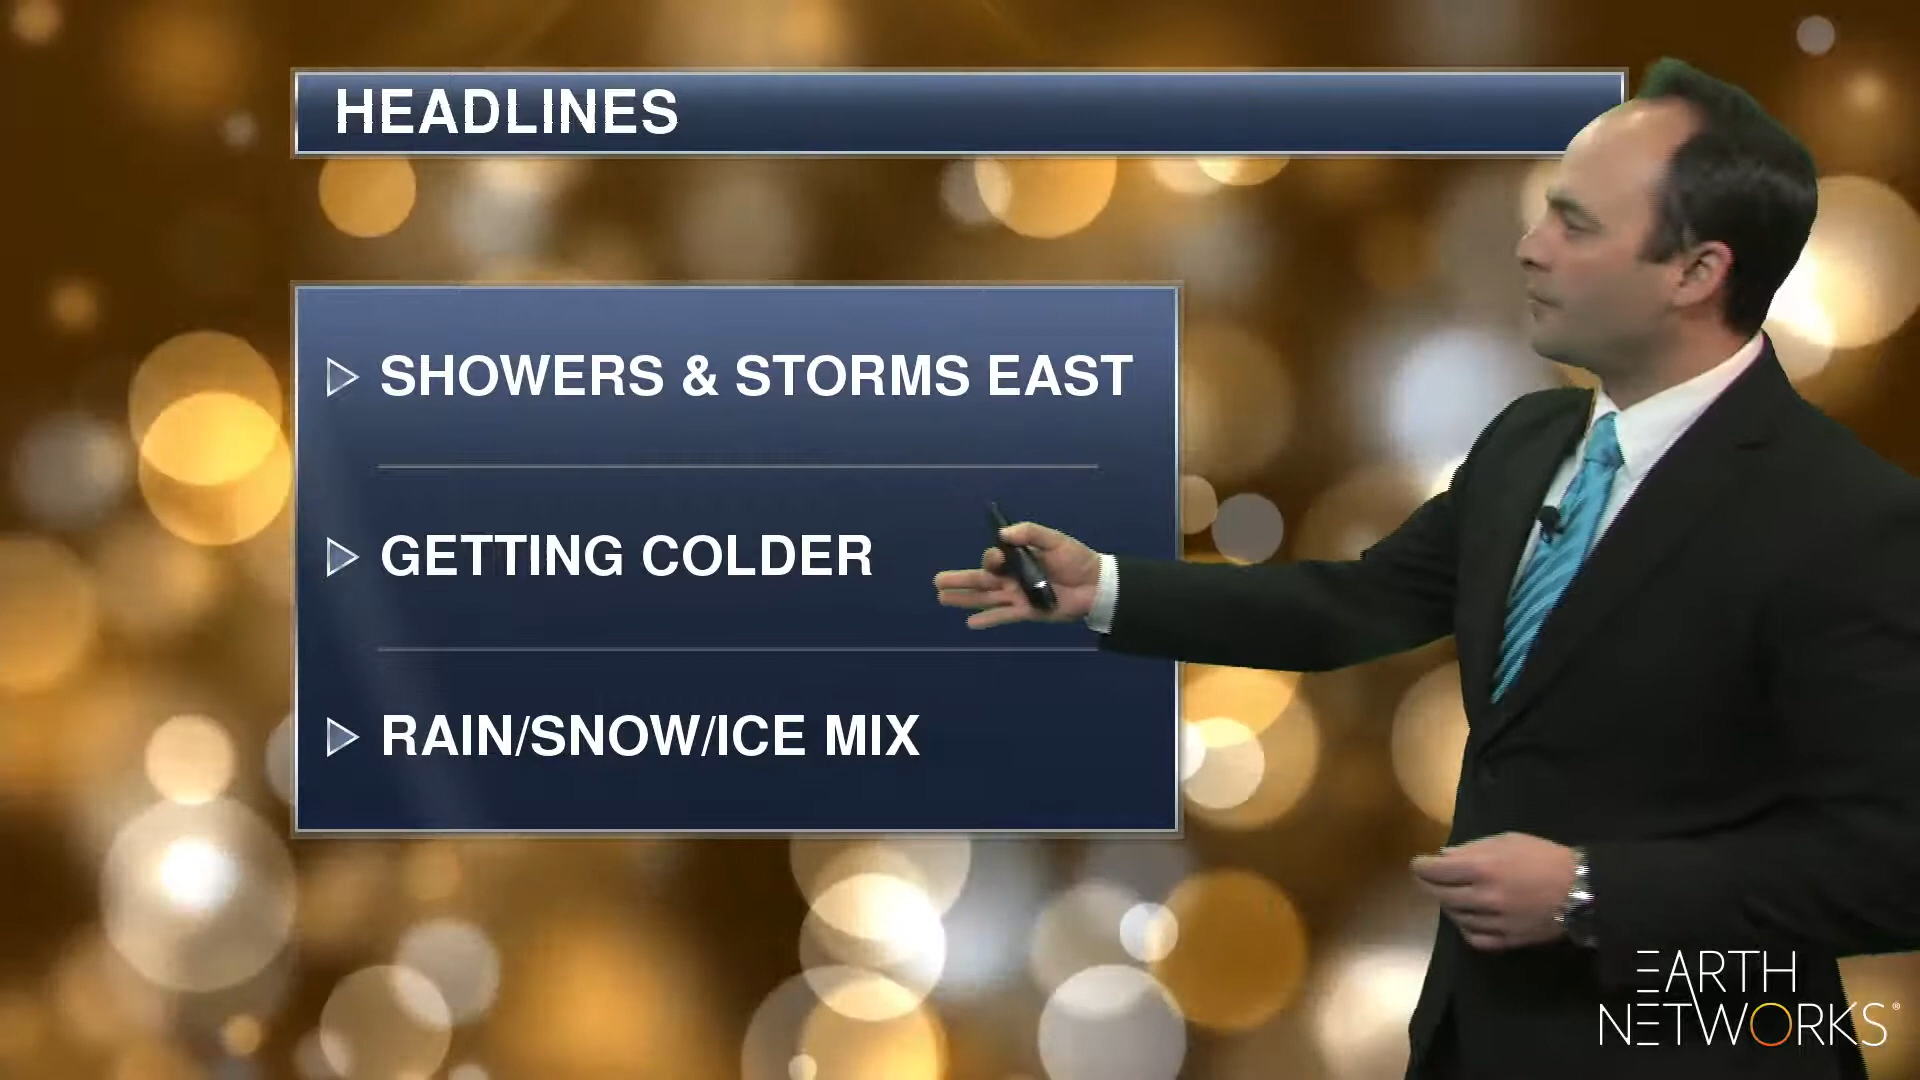 HEADLINES
SHOWERS & STORMS EAST
GETTING COLDER
RAIN/SNOW/ICE MIX
EARTH
NETWORKS®